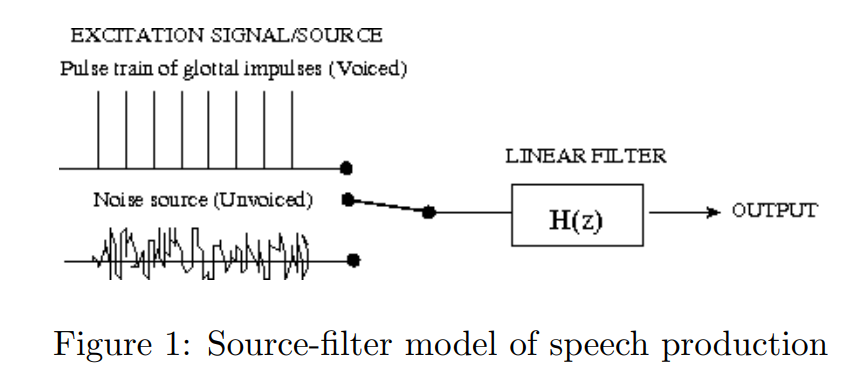 EXCITATION SIGNAL/SOURCE
Pulse train of glottal impulses (Voiced)
LINEAR FILTER
Noise source (Unvoiced)
H(z)
OUTPUT
Figure 1: Source-filter model of speech production